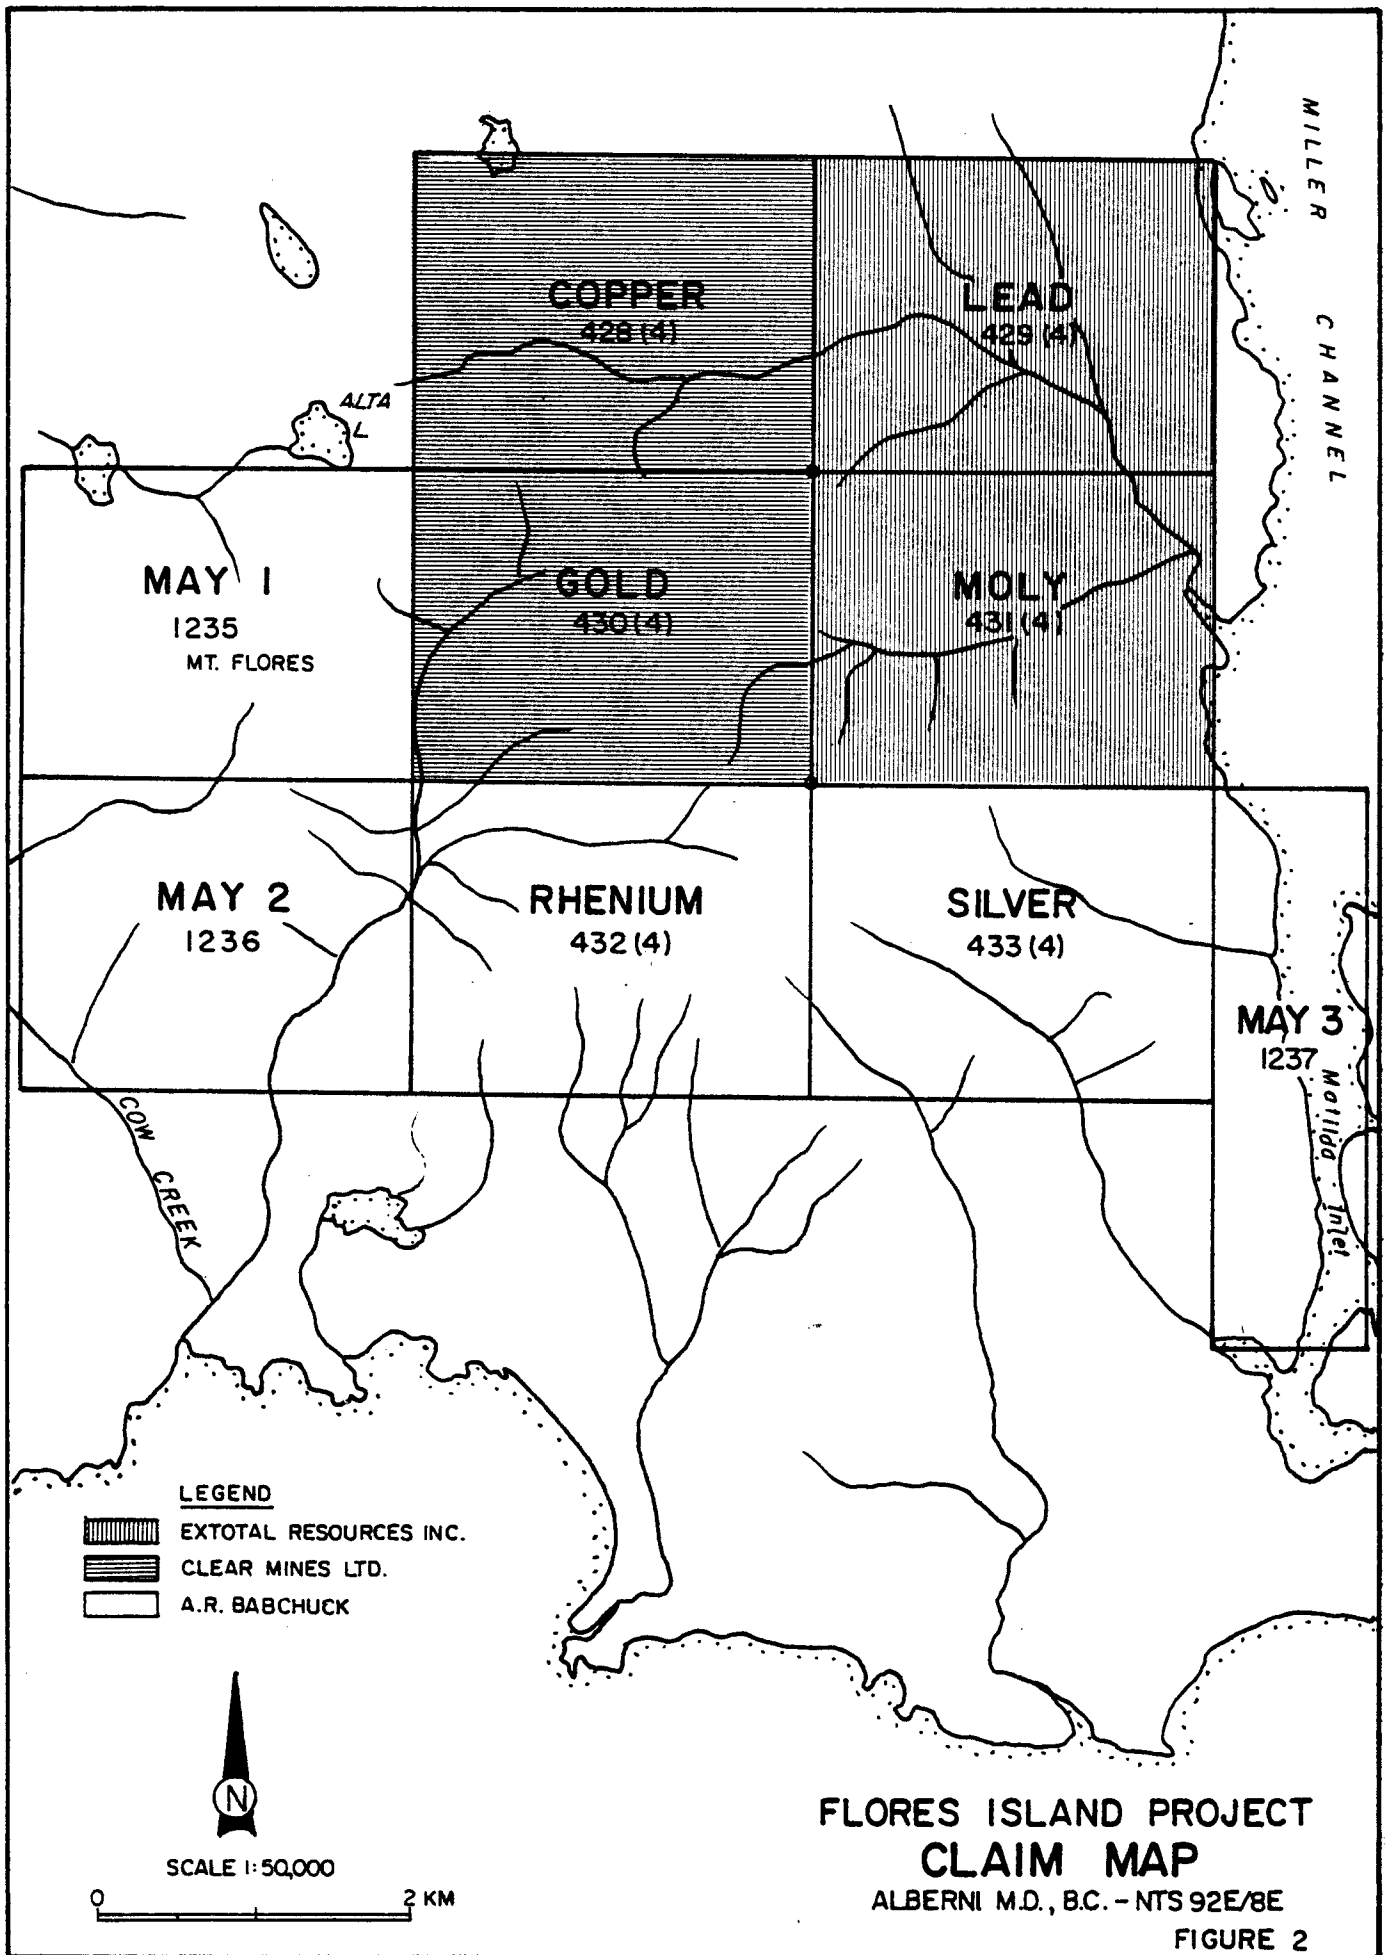 MILLER CHANNEL
COPPER
428 (4)
LEAD
429 (4)
ALTA
L
MAY 1
1235
MT. FLORES
GOLD
430 (4)
MOLY
431 (4)
MAY 2
1236
RHENIUM
432 (4)
SILVER
433 (4)
MAY 3
1237
Matilda Inlet
COW CREEK
LEGEND
EXTOTAL RESOURCES INC.
CLEAR MINES LTD.
A.R. BABCHUCK
N
SCALE 1:50,000
0 2 KM
FLORES ISLAND PROJECT
CLAIM MAP
ALBERNI M.D., B.C. - NTS 92E/8E
FIGURE 2